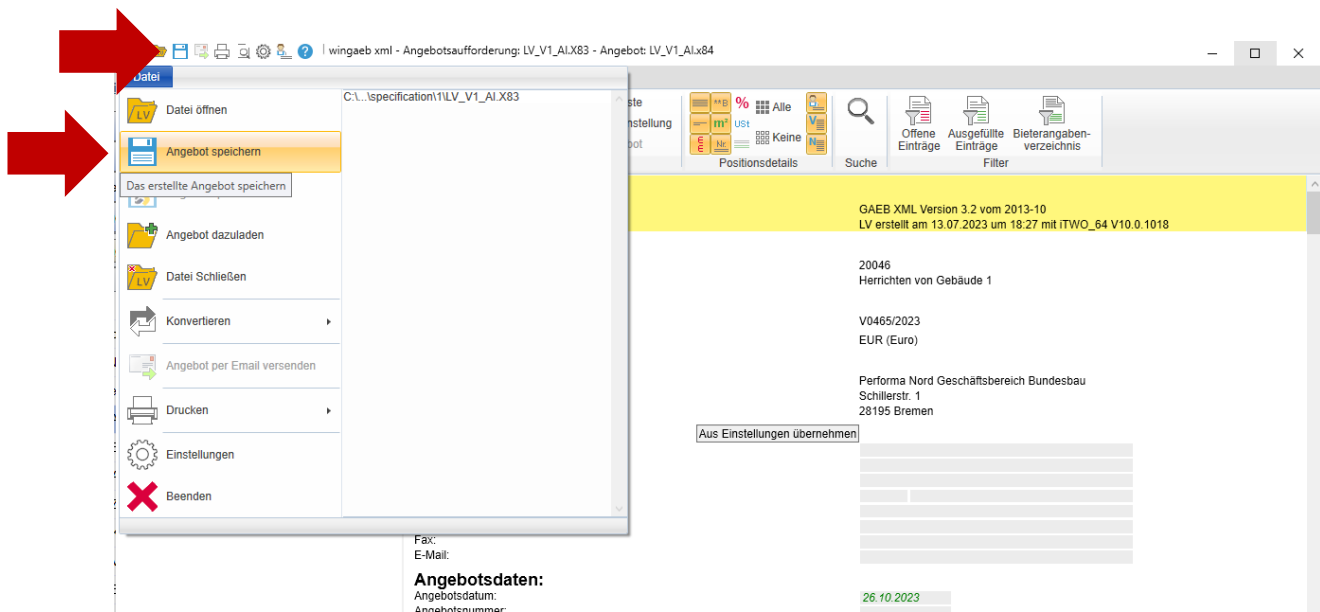 wingaeb xml - Angebotsaufforderung: LV_V1_AI.X83 - Angebot: LV_V1_AI.x84
Datei
Datei öffnen
C:\...\specification\1\LV_V1_AI.X83
Angebot speichern
Das erstellte Angebot speichern
Angebot dazuladen
Datei Schließen
Konvertieren
Angebot per Email versenden
Drucken
Einstellungen
Beenden
Alle
USt
Keine
Positionsdetails
Suche
Offene Einträge
Ausgefüllte Einträge
Bieterangaben-
verzeichnis
Filter
GAEB XML Version 3.2 vom 2013-10
LV erstellt am 13.07.2023 um 18:27 mit iTWO_64 V10.0.1018
20046
Herrichten von Gebäude 1
V0465/2023
EUR (Euro)
Performa Nord Geschäftsbereich Bundesbau
Schillerstr. 1
28195 Bremen
Aus Einstellungen übernehmen
Fax:
E-Mail:
Angebotsdaten:
Angebotsdatum:
26.10.2023
Angebotsnummer: